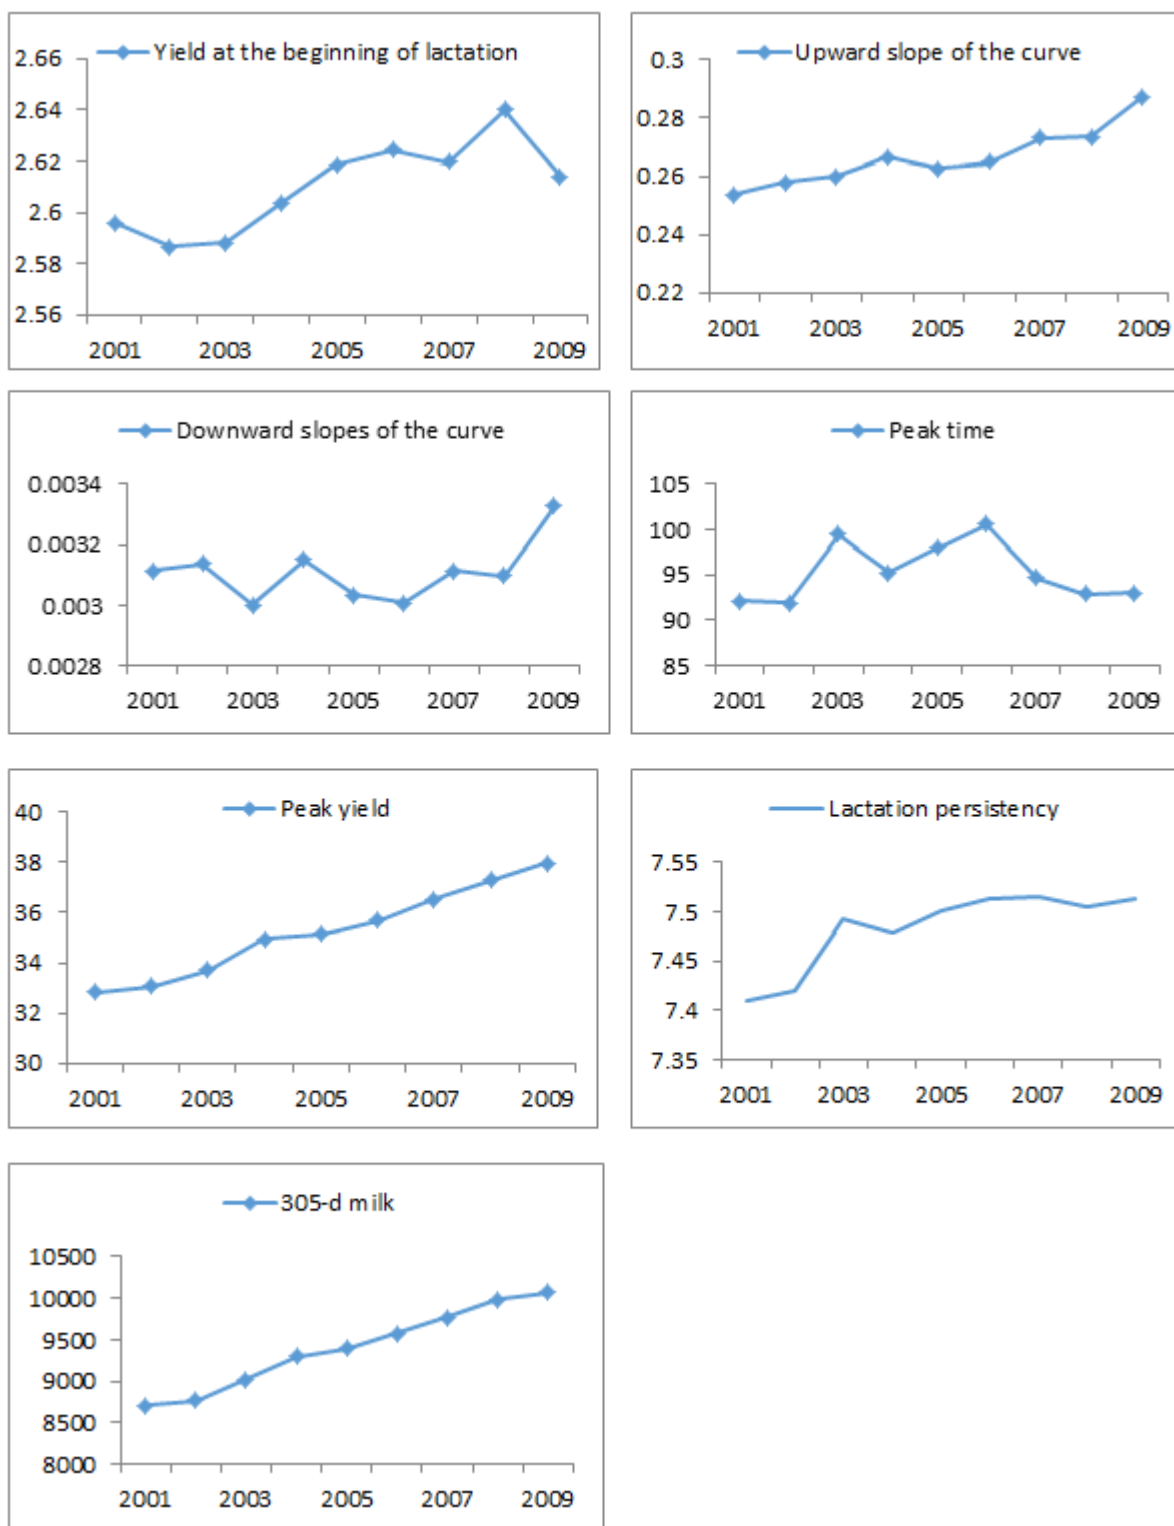 Yield at the beginning of lactation
2.66
2.64
2.62
2.6
2.58
2.56
2001 2003 2005 2007 2009
Upward slope of the curve
0.3
0.28
0.26
0.24
0.22
2001 2003 2005 2007 2009
Downward slopes of the curve
0.0034
0.0032
0.003
0.0028
2001 2003 2005 2007 2009
Peak time
105
100
95
90
85
2001 2003 2005 2007 2009
Peak yield
40
38
36
34
32
30
2001 2003 2005 2007 2009
Lactation persistency
7.55
7.5
7.45
7.4
7.35
2001 2003 2005 2007 2009
305-d milk
10500
10000
9500
9000
8500
8000
2001 2003 2005 2007 2009